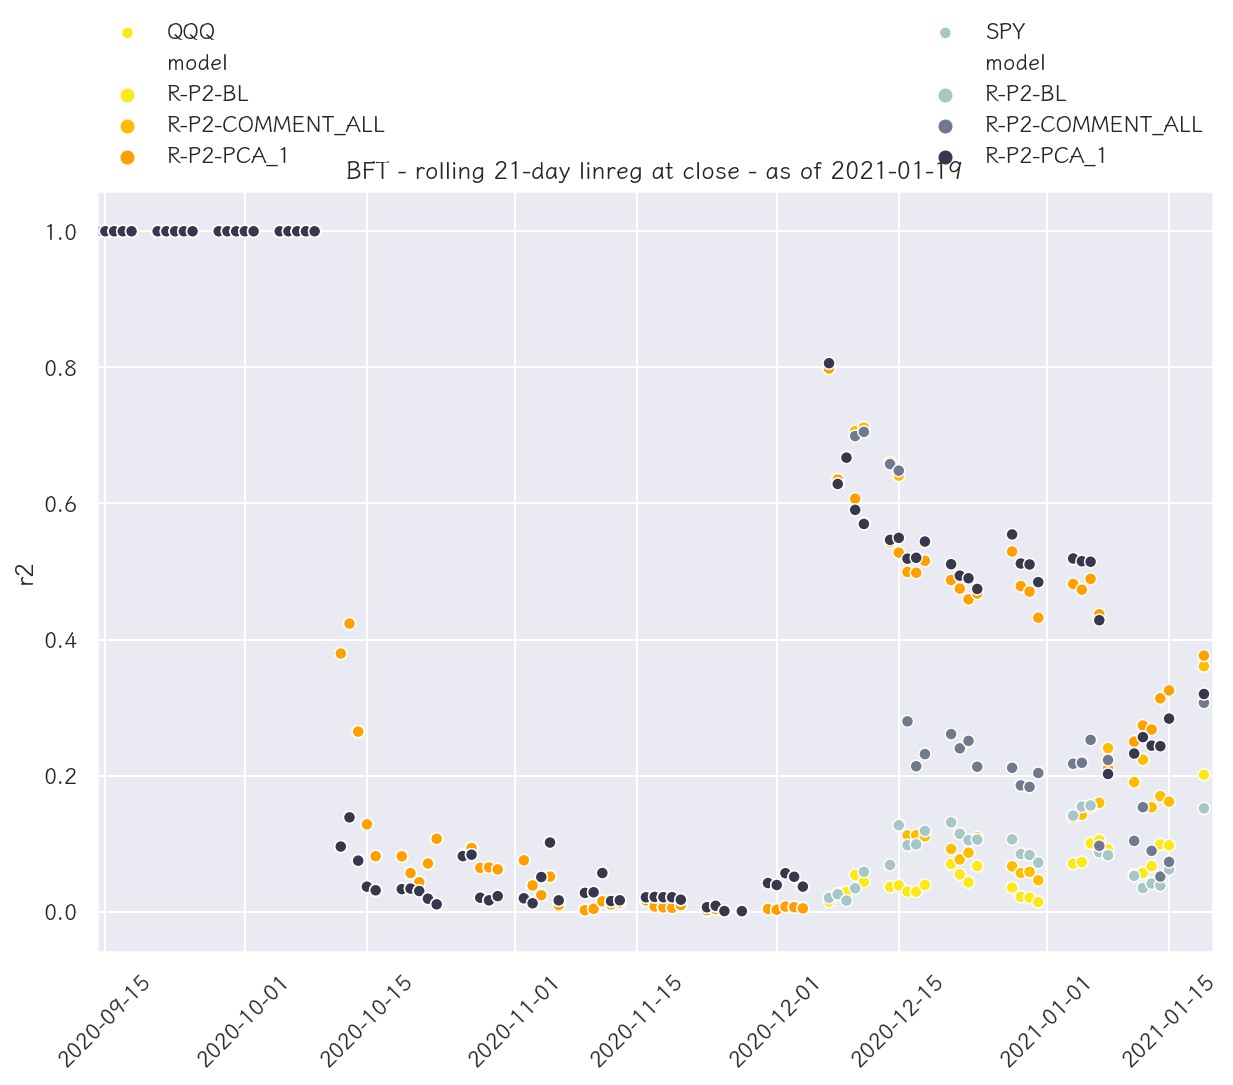 QQQ
model
R-P2-BL
R-P2-COMMENT_ALL
R-P2-PCA_1
SPY
model
R-P2-BL
R-P2-COMMENT_ALL
R-P2-PCA_1
BFT - rolling 21-day linreg at close - as of 2021-01-19
1.0
0.8
0.6
0.4
0.2
0.0
r2
2020-09-15
2020-10-01
2020-10-15
2020-11-01
2020-11-15
2020-12-01
2020-12-15
2021-01-01
2021-01-15